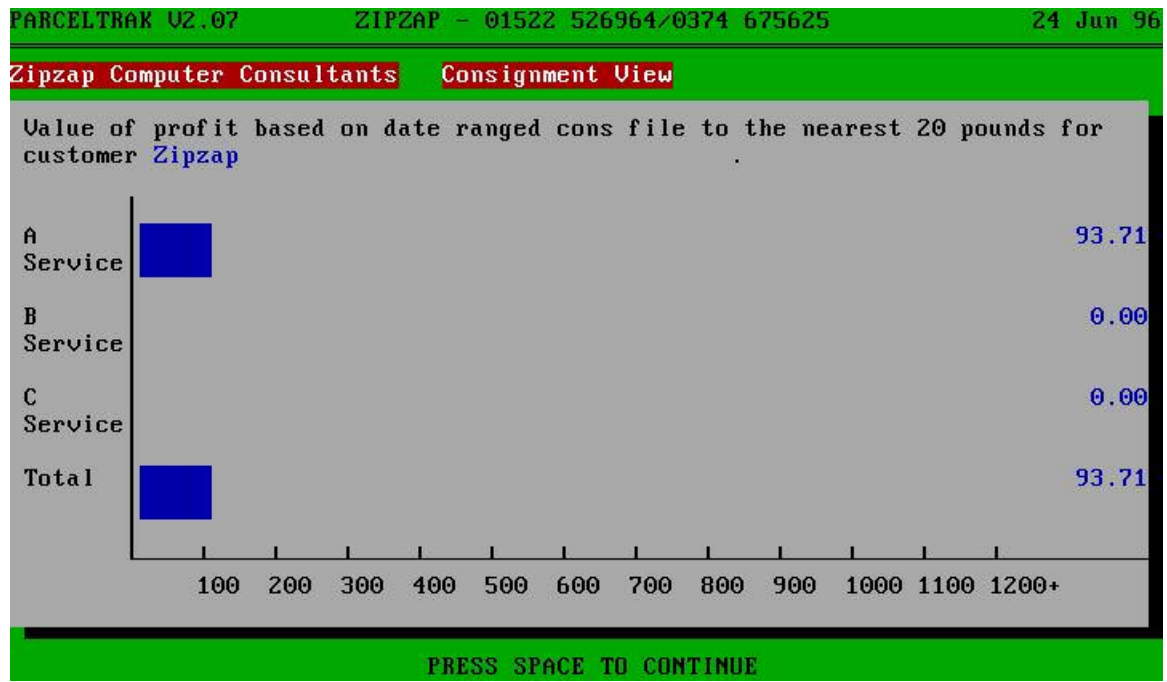 PARCELTRAK V2.07 ZIPZAP - 01522 526964/0374 675625 24 Jun 96
Zipzap Computer Consultants Consignment View
Value of profit based on date ranged cons file to the nearest 20 pounds for
customer Zipzap .
A 93.71
Service
B 0.00
Service
C 0.00
Service
Total 93.71
100 200 300 400 500 600 700 800 900 1000 1100 1200+
PRESS SPACE TO CONTINUE